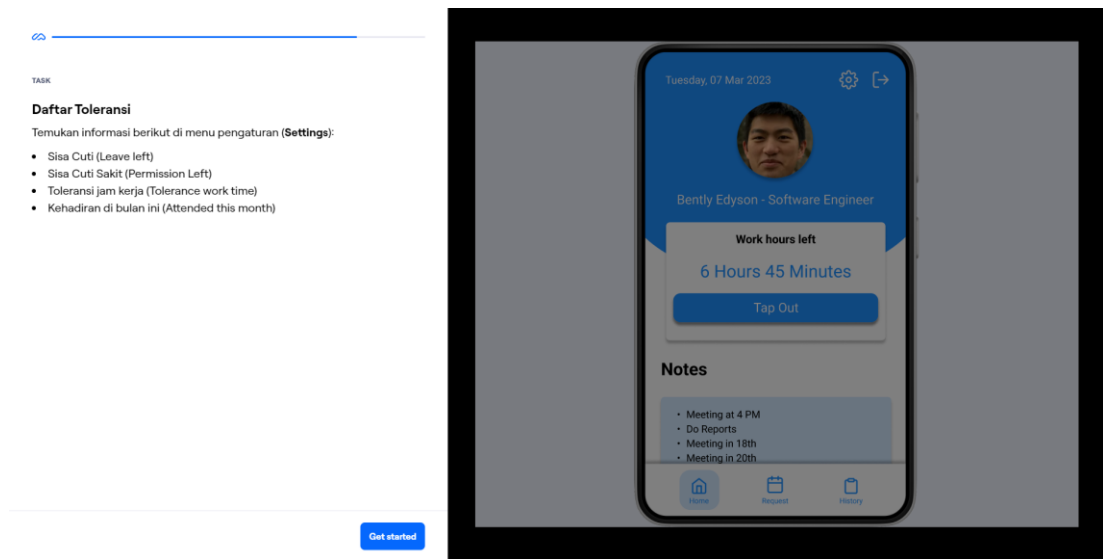 TASK
Daftar Toleransi
Temukan informasi berikut di menu pengaturan (Settings):
• Sisa Cuti (Leave left)
• Sisa Cuti Sakit (Permission Left)
• Toleransi jam kerja (Tolerance work time)
• Kehadiran di bulan ini (Attended this month)
Get started
Tuesday, 07 Mar 2023
Bently Edyson - Software Engineer
Work hours left
6 Hours 45 Minutes
Tap Out
Notes
• Meeting at 4 PM
• Do Reports
• Meeting in 18th
• Meeting in 20th
Home Request History